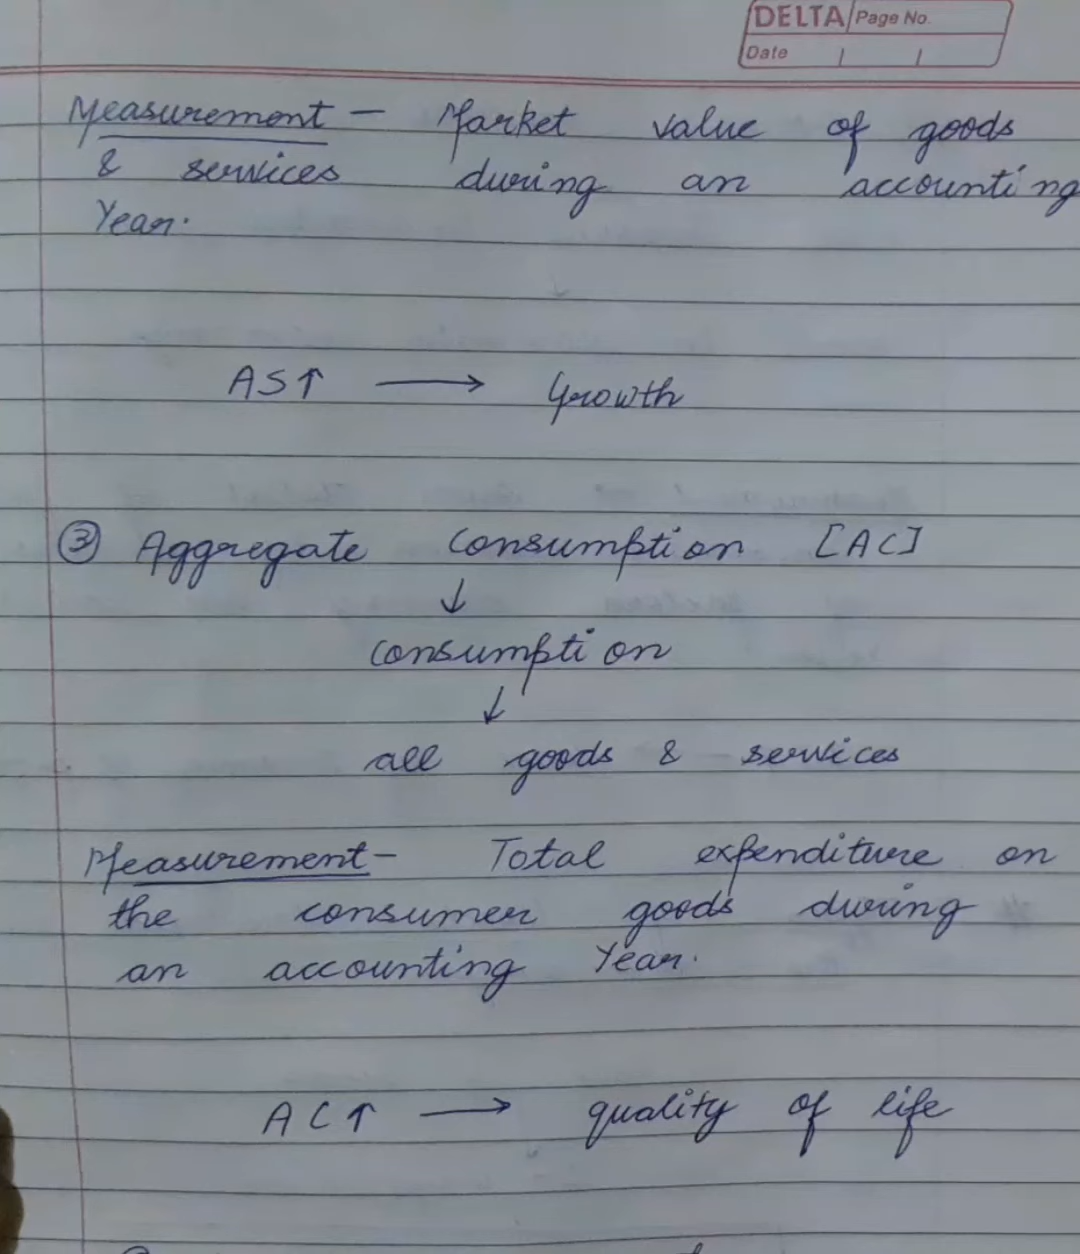 DELTA Page No.
Date / /
Measurement - Market value of goods
& services during an accounting
Year.
AS↑ → Growth
③ Aggregate Consumption [AC]
↓
Consumption
↓
all goods & services
Measurement- Total expenditure on
the consumer goods during
an accounting Year.
AC↑ → quality of life